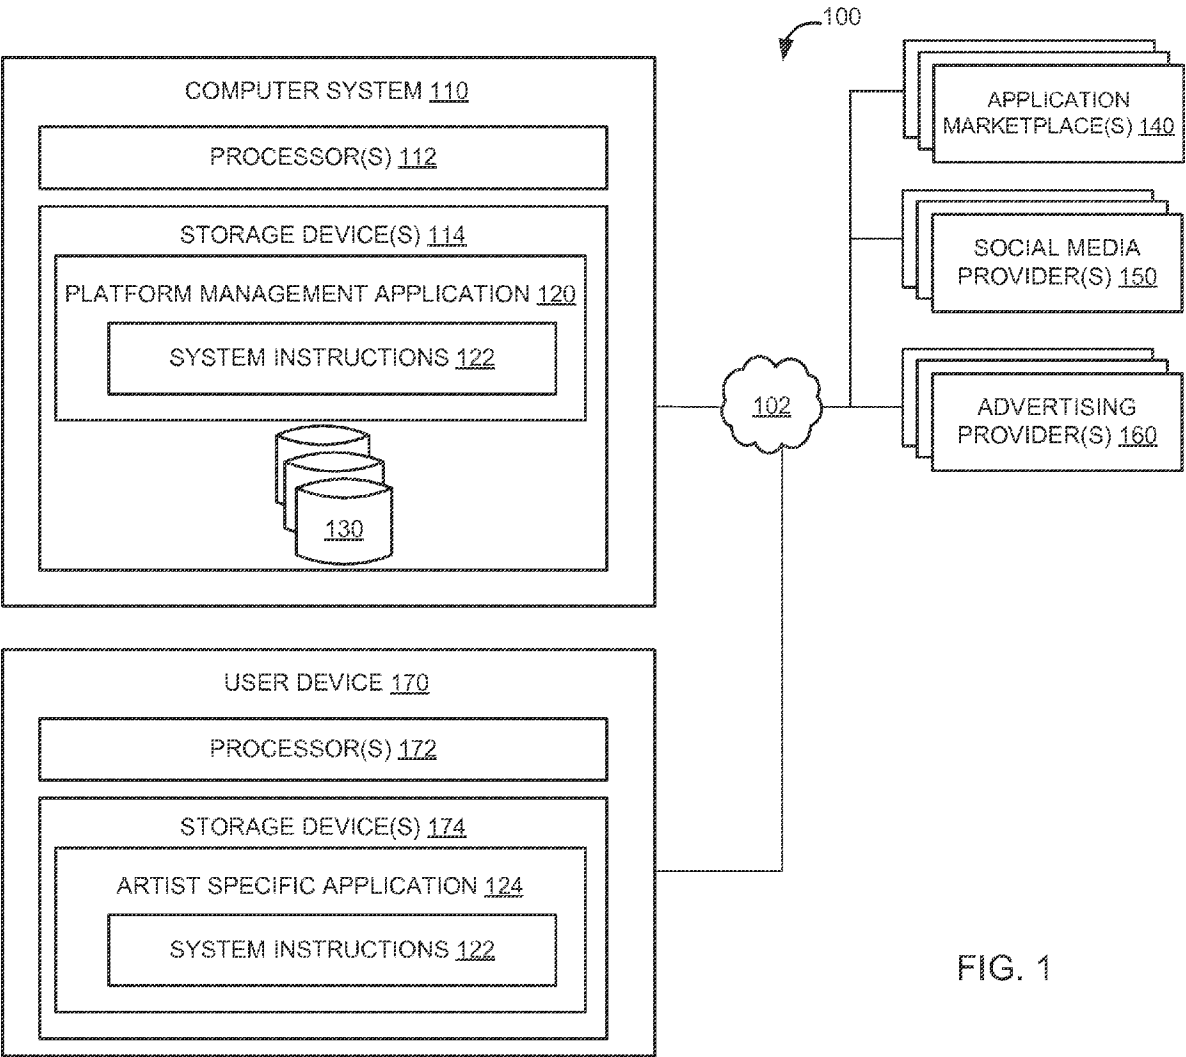 100
COMPUTER SYSTEM 110
PROCESSOR(S) 112
STORAGE DEVICE(S) 114
PLATFORM MANAGEMENT APPLICATION 120
SYSTEM INSTRUCTIONS 122
130
102
APPLICATION
MARKETPLACE(S) 140
SOCIAL MEDIA
PROVIDER(S) 150
ADVERTISING
PROVIDER(S) 160
USER DEVICE 170
PROCESSOR(S) 172
STORAGE DEVICE(S) 174
ARTIST SPECIFIC APPLICATION 124
SYSTEM INSTRUCTIONS 122
FIG. 1